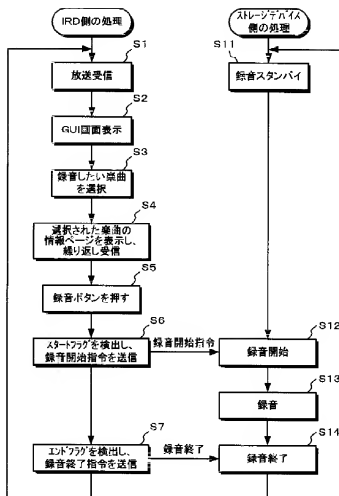 IRD側の処理
S1
放送受信
S2
GUI画面表示
S3
録音したい楽曲
を選択
S4
選択された楽曲の
情報ページを表示し、
繰り返し受信
S5
録音ボタンを押す
S6
スタートフラグを検出し、
録音開始指令を送信
録音開始指令
S7
エンドフラグを検出し、
録音終了指令を送信
録音終了
ストレージデバイス
側の処理
S11
録音スタンバイ
S12
録音開始
S13
録音
S14
録音終了